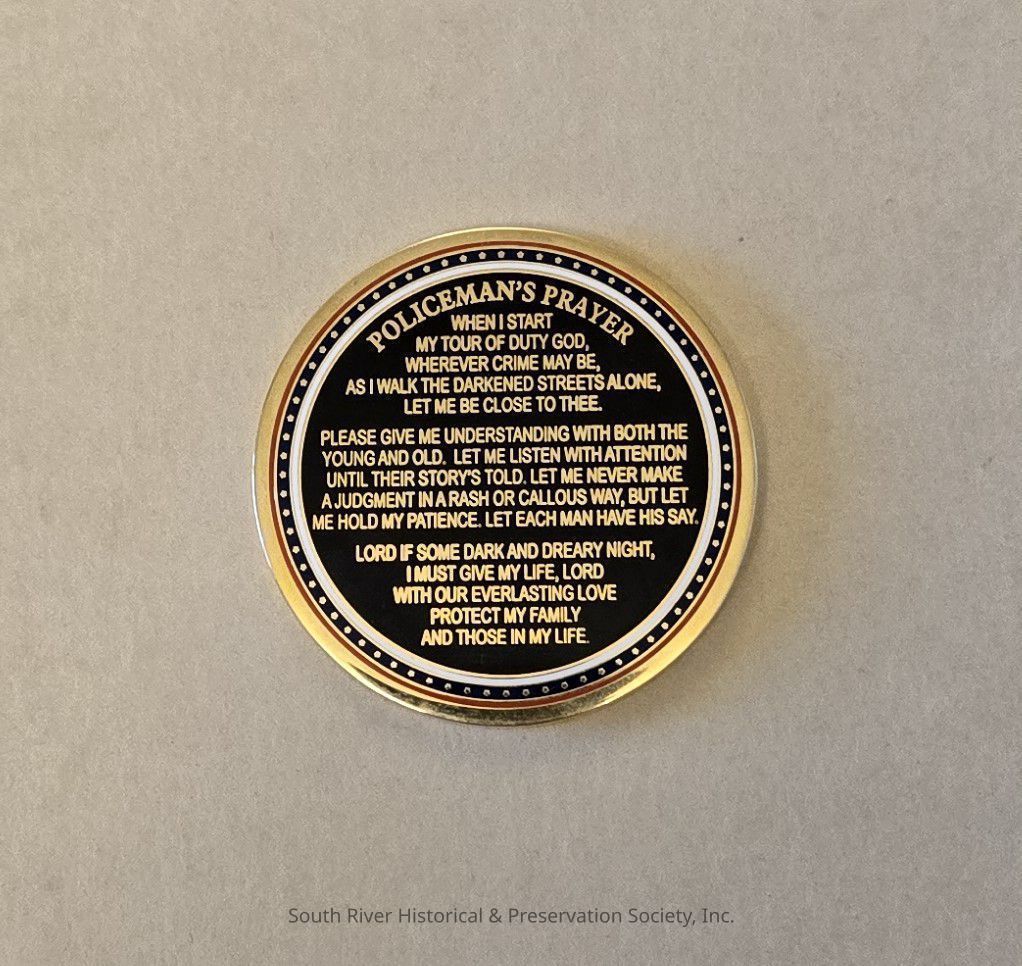 POLICEMAN'S PRAYER
WHEN I START
MY TOUR OF DUTY GOD,
WHEREVER CRIME MAY BE,
AS I WALK THE DARKENED STREETS ALONE,
LET ME BE CLOSE TO THEE.
PLEASE GIVE ME UNDERSTANDING WITH BOTH THE
YOUNG AND OLD. LET ME LISTEN WITH ATTENTION
UNTIL THEIR STORY'S TOLD. LET ME NEVER MAKE
A JUDGMENT IN A RASH OR CALLOUS WAY, BUT LET
ME HOLD MY PATIENCE. LET EACH MAN HAVE HIS SAY.
LORD IF SOME DARK AND DREARY NIGHT,
I MUST GIVE MY LIFE, LORD
WITH OUR EVERLASTING LOVE
PROTECT MY FAMILY
AND THOSE IN MY LIFE.
South River Historical & Preservation Society, Inc.